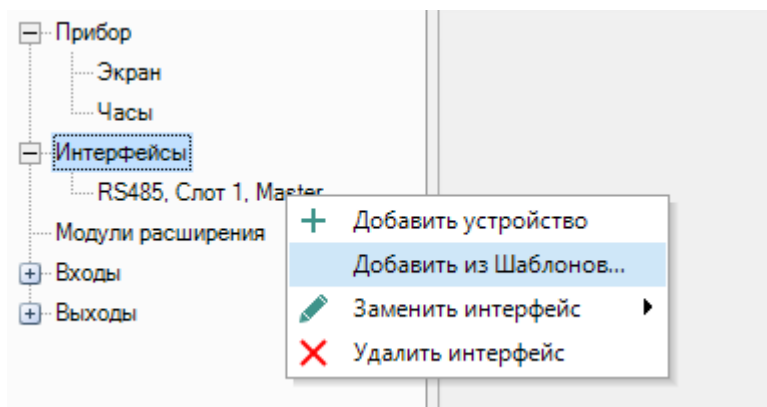 Прибор
Экран
Часы
Интерфейсы
RS485, Слот 1, Master
Модули расширения
Входы
Выходы
Добавить устройство
Добавить из Шаблонов...
Заменить интерфейс
Удалить интерфейс